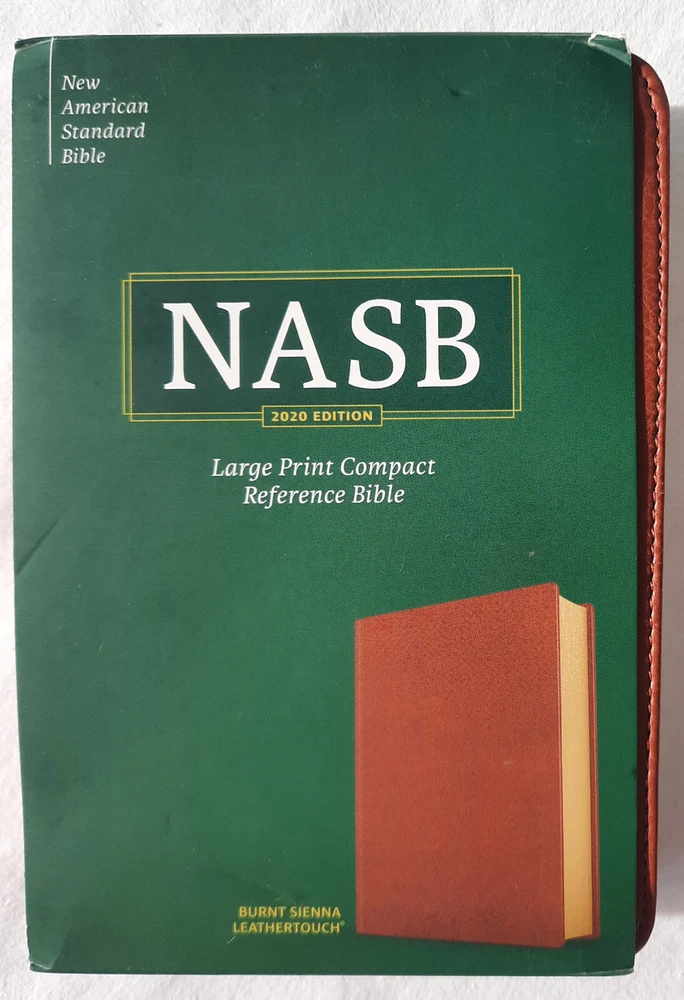 New
American
Standard
Bible
NASB
2020 EDITION
Large Print Compact
Reference Bible
BURNT SIENNA
LEATHERTOUCH®